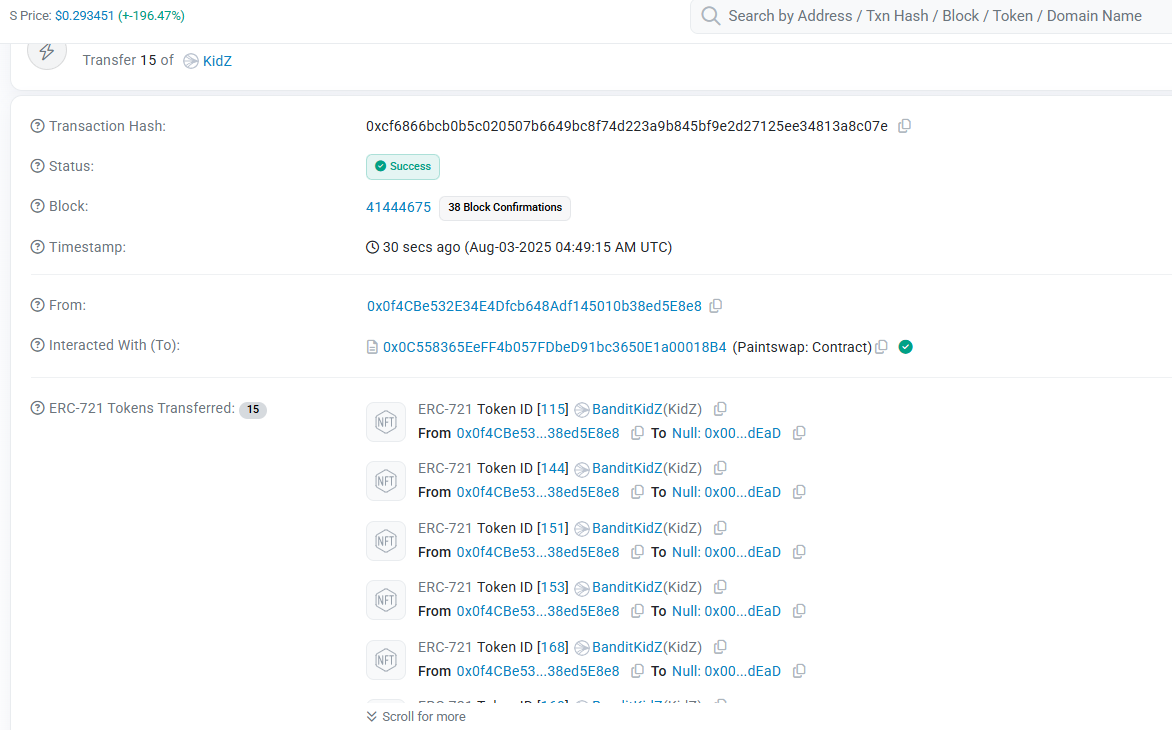 S Price: $0.293451 (+-196.47%)
Search by Address / Txn Hash / Block / Token / Domain Name
Transfer 15 of KidZ
Transaction Hash: 0xcf6866bcb0b5c020507b6649bc8f74d223a9b845bf9e2d27125ee34813a8c07e
Status: Success
Block: 41444675 38 Block Confirmations
Timestamp: 30 secs ago (Aug-03-2025 04:49:15 AM UTC)
From: 0x0f4CBe532E34E4Dfcb648Adf145010b38ed5E8e8
Interacted With (To): 0x0C558365EeFF4b057FDbeD91bc3650E1a00018B4 (Paintswap: Contract)
ERC-721 Tokens Transferred: 15
NFT ERC-721 Token ID [115] BanditKidZ(KidZ)
From 0x0f4CBe53...38ed5E8e8 To Null: 0x00...dEaD
NFT ERC-721 Token ID [144] BanditKidZ(KidZ)
From 0x0f4CBe53...38ed5E8e8 To Null: 0x00...dEaD
NFT ERC-721 Token ID [151] BanditKidZ(KidZ)
From 0x0f4CBe53...38ed5E8e8 To Null: 0x00...dEaD
NFT ERC-721 Token ID [153] BanditKidZ(KidZ)
From 0x0f4CBe53...38ed5E8e8 To Null: 0x00...dEaD
NFT ERC-721 Token ID [168] BanditKidZ(KidZ)
From 0x0f4CBe53...38ed5E8e8 To Null: 0x00...dEaD
Scroll for more